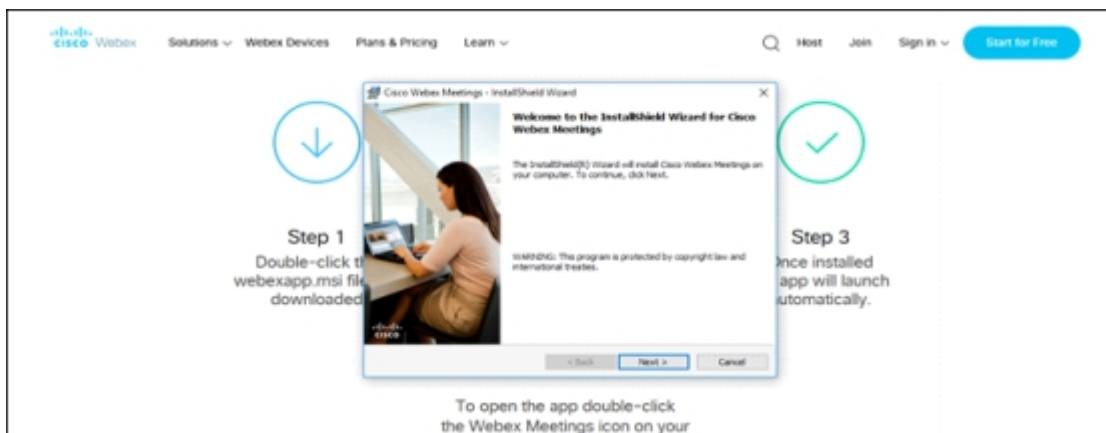 CISCO Webex Solutions Webex Devices Plans & Pricing Learn Host Join Sign in Start for Free
Cisco Webex Meetings - InstallShield Wizard
Welcome to the InstallShield Wizard for Cisco
Webex Meetings
The InstallShield(R) Wizard will install Cisco Webex Meetings on
your computer. To continue, click Next.
WARNING: This program is protected by copyright law and
international treaties.
CISCO
< Back Next > Cancel
Step 1
Double-click
webexapp.msi
downloaded
Step 3
Once installed
app will launch
automatically.
To open the app double-click
the Webex Meetings icon on your